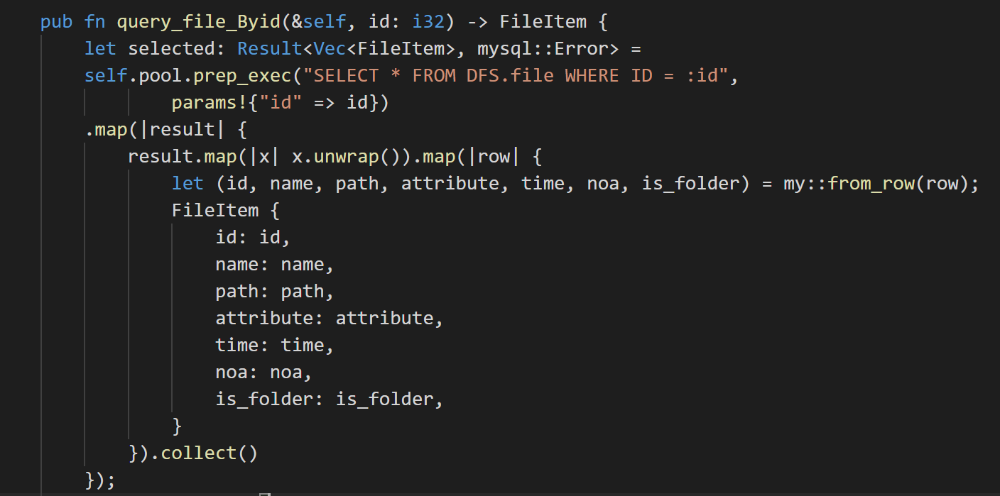 pub fn query_file_Byid(&self, id: i32) -> FileItem {
    let selected: Result<Vec<FileItem>, mysql::Error> =
    self.pool.prep_exec("SELECT * FROM DFS.file WHERE ID = :id",
            params!{"id" => id})
    .map(|result| {
        result.map(|x| x.unwrap()).map(|row| {
            let (id, name, path, attribute, time, noa, is_folder) = my::from_row(row);
            FileItem {
                id: id,
                name: name,
                path: path,
                attribute: attribute,
                time: time,
                noa: noa,
                is_folder: is_folder,
            }
        }).collect()
    });